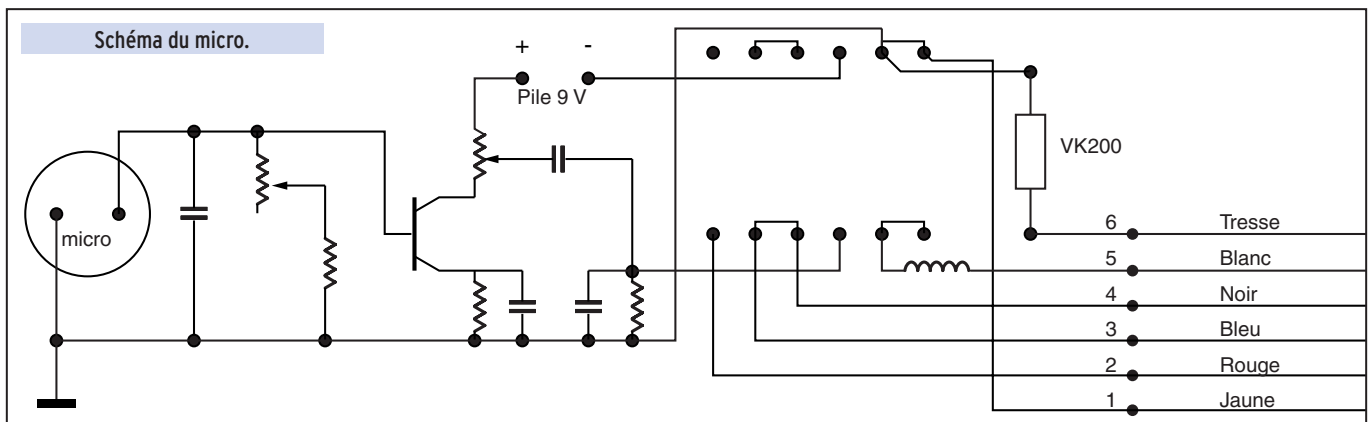 Schéma du micro.
+ -
Pile 9 V
VK200
micro
6 Tresse
5 Blanc
4 Noir
3 Bleu
2 Rouge
1 Jaune